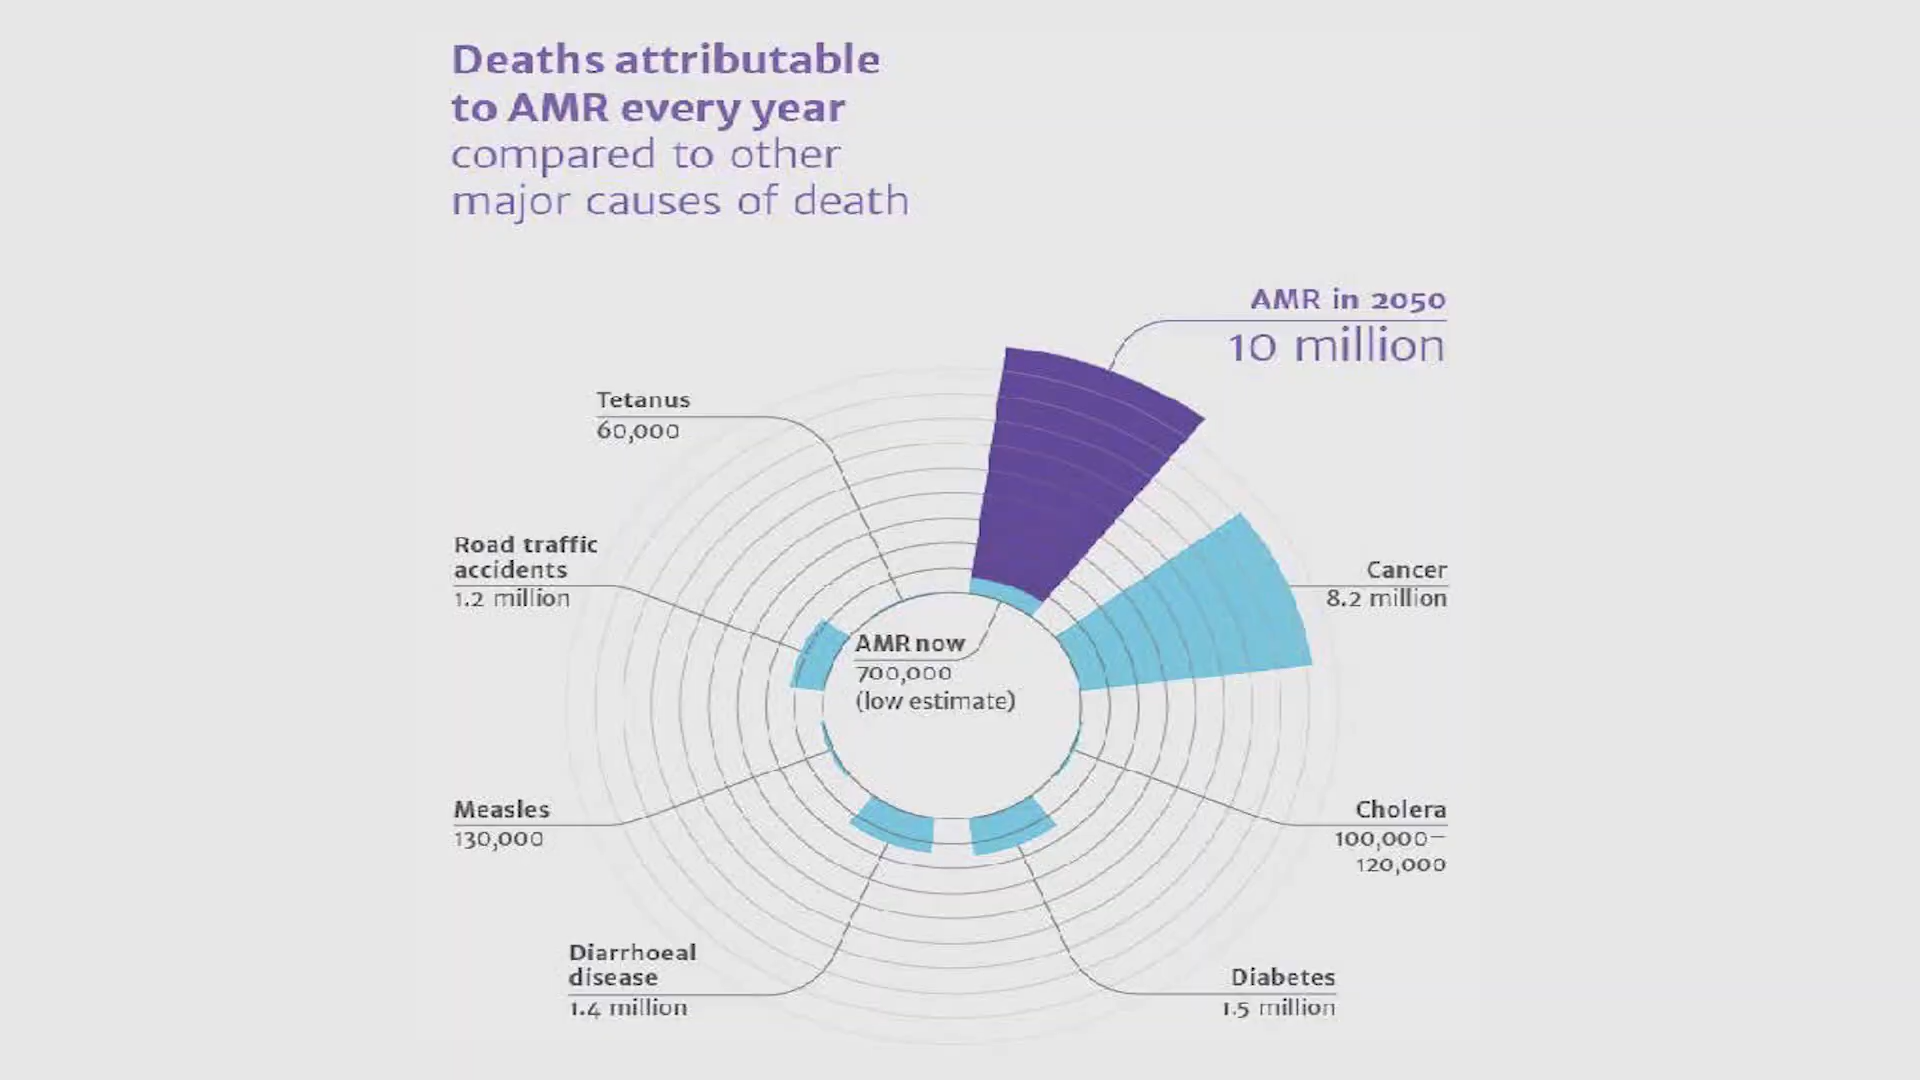 Deaths attributable
to AMR every year
compared to other
major causes of death
AMR in 2050
10 million
Tetanus
60,000
Road traffic
accidents
1.2 million
Cancer
8.2 million
AMR now
700,000
(low estimate)
Measles
130,000
Cholera
100,000–
120,000
Diarrhoeal
disease
1.4 million
Diabetes
1.5 million